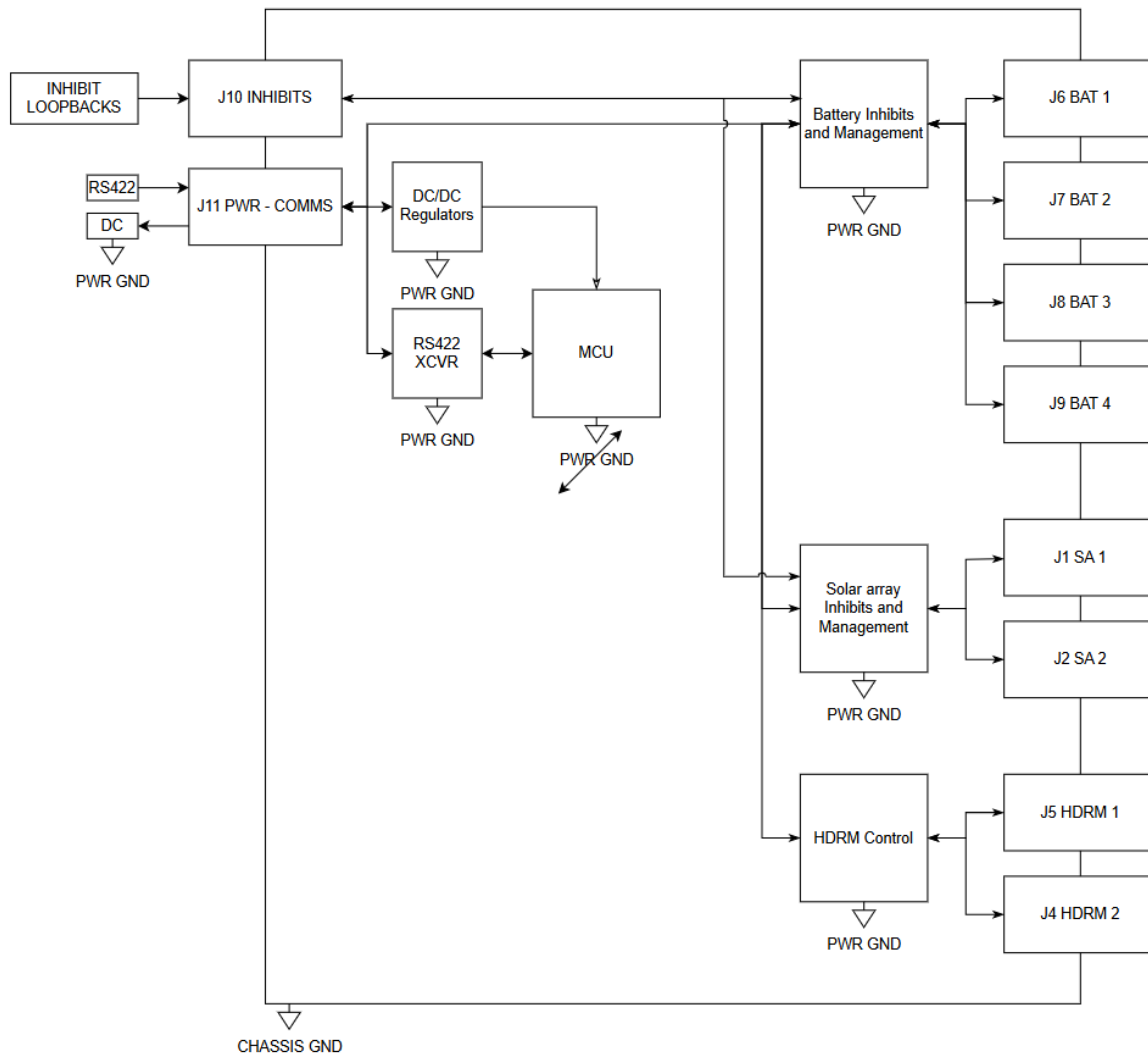 INHIBIT
LOOPBACKS
J10 INHIBITS
Battery Inhibits
and Management
PWR GND
J6 BAT 1
RS422
J11 PWR - COMMS
DC
PWR GND
DC/DC
Regulators
PWR GND
J7 BAT 2
J8 BAT 3
J9 BAT 4
RS422
XCVR
PWR GND
MCU
PWR GND
Solar array
Inhibits and
Management
PWR GND
J1 SA 1
J2 SA 2
HDRM Control
PWR GND
J5 HDRM 1
J4 HDRM 2
CHASSIS GND